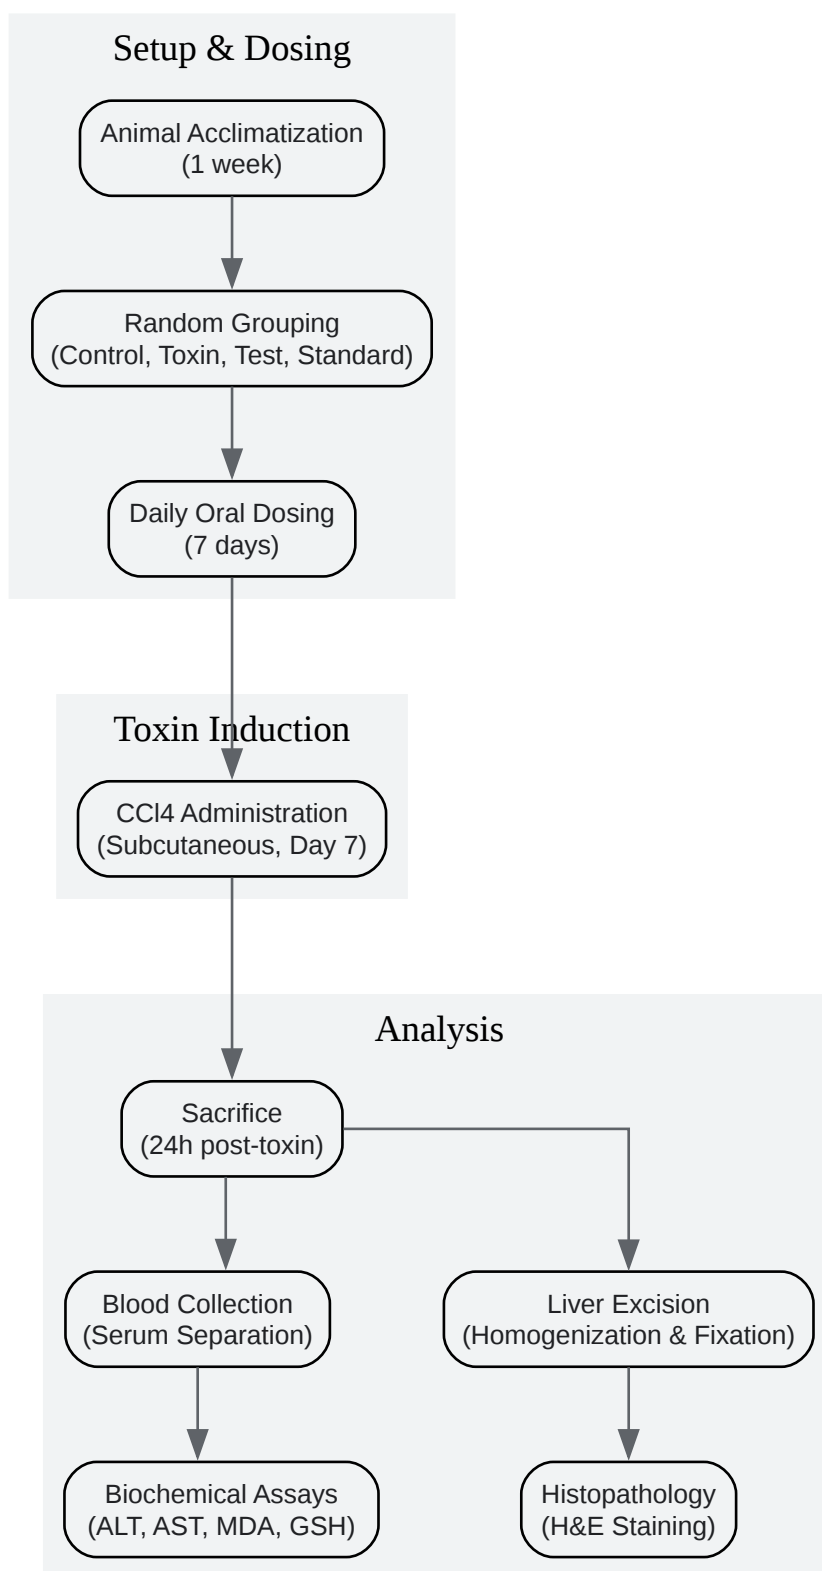 Setup & Dosing
Animal Acclimatization
(1 week)
Random Grouping
(Control, Toxin, Test, Standard)
Daily Oral Dosing
(7 days)
Toxin Induction
CCl4 Administration
(Subcutaneous, Day 7)
Analysis
Sacrifice
(24h post-toxin)
Blood Collection
(Serum Separation)
Liver Excision
(Homogenization & Fixation)
Biochemical Assays
(ALT, AST, MDA, GSH)
Histopathology
(H&E Staining)